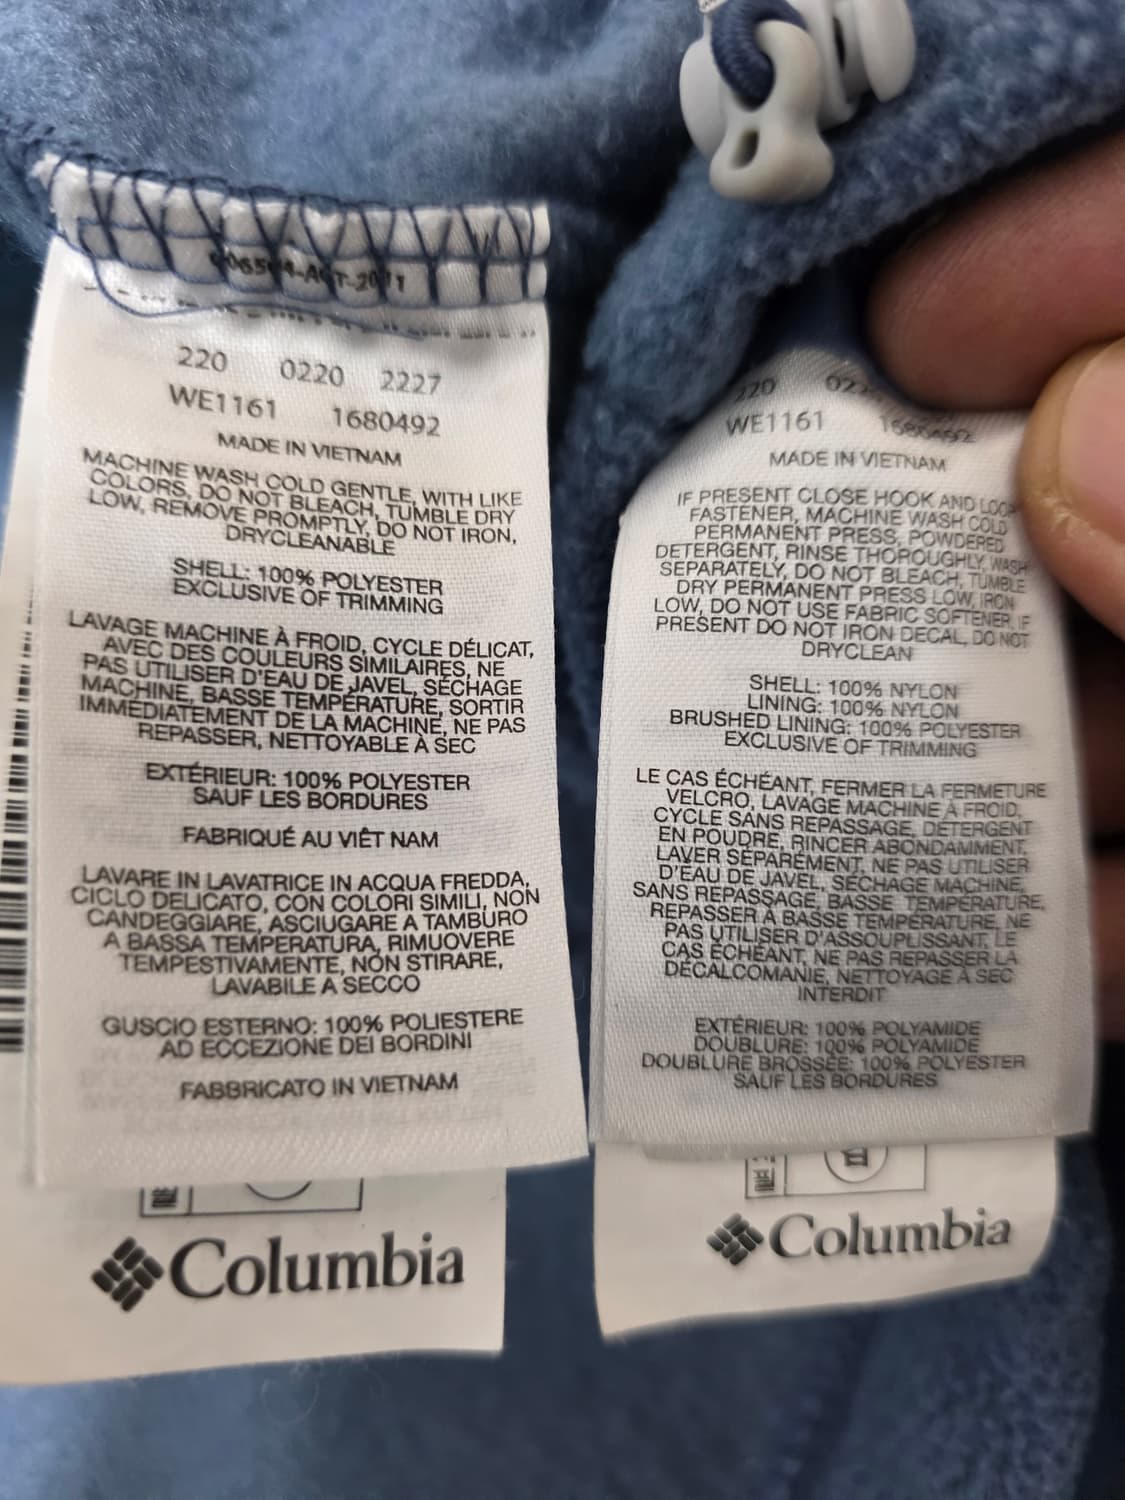 220 0220 2227
WE1161 1680492
MADE IN VIETNAM
MACHINE WASH COLD GENTLE, WITH LIKE
COLORS, DO NOT BLEACH, TUMBLE DRY
LOW, REMOVE PROMPTLY, DO NOT IRON,
DRYCLEANABLE
SHELL: 100% POLYESTER
EXCLUSIVE OF TRIMMING
LAVAGE MACHINE À FROID, CYCLE DÉLICAT,
AVEC DES COULEURS SIMILAIRES, NE
PAS UTILISER D'EAU DE JAVEL, SÉCHAGE
MACHINE, BASSE TEMPÉRATURE, SORTIR
IMMÉDIATEMENT DE LA MACHINE, NE PAS
REPASSER, NETTOYABLE À SEC
EXTÉRIEUR: 100% POLYESTER
SAUF LES BORDURES
FABRIQUÉ AU VIÊT NAM
LAVARE IN LAVATRICE IN ACQUA FREDDA,
CICLO DELICATO, CON COLORI SIMILI, NON
CANDEGGIARE, ASCIUGARE A TAMBURO
A BASSA TEMPERATURA, RIMUOVERE
TEMPESTIVAMENTE, NON STIRARE,
LAVABILE A SECCO
GUSCIO ESTERNO: 100% POLIESTERE
AD ECCEZIONE DEI BORDINI
FABBRICATO IN VIETNAM
Columbia
220
WE1161 1680492
MADE IN VIETNAM
IF PRESENT CLOSE HOOK AND LOOP
FASTENER, MACHINE WASH COLD
PERMANENT PRESS, POWDERED
DETERGENT, RINSE THOROUGHLY, WASH
SEPARATELY, DO NOT BLEACH, TUMBLE
DRY PERMANENT PRESS LOW, IRON
LOW, DO NOT USE FABRIC SOFTENER, IF
PRESENT DO NOT IRON DECAL, DO NOT
DRYCLEAN
SHELL: 100% NYLON
LINING: 100% NYLON
BRUSHED LINING: 100% POLYESTER
EXCLUSIVE OF TRIMMING
LE CAS ÉCHÉANT, FERMER LA FERMETURE
VELCRO, LAVAGE MACHINE À FROID,
CYCLE SANS REPASSAGE, DÉTERGENT
EN POUDRE, RINCER ABONDAMMENT,
LAVER SÉPARÉMENT, NE PAS UTILISER
D'EAU DE JAVEL, SÉCHAGE MACHINE,
SANS REPASSAGE, BASSE TEMPÉRATURE,
REPASSER À BASSE TEMPÉRATURE, NE
PAS UTILISER D'ASSOUPLISSANT, LE
CAS ÉCHÉANT, NE PAS REPASSER LA
DÉCALCOMANIE, NETTOYAGE À SEC
INTERDIT
EXTÉRIEUR: 100% POLYAMIDE
DOUBLURE: 100% POLYAMIDE
DOUBLURE BROSSÉE: 100% POLYESTER
SAUF LES BORDURES
Columbia